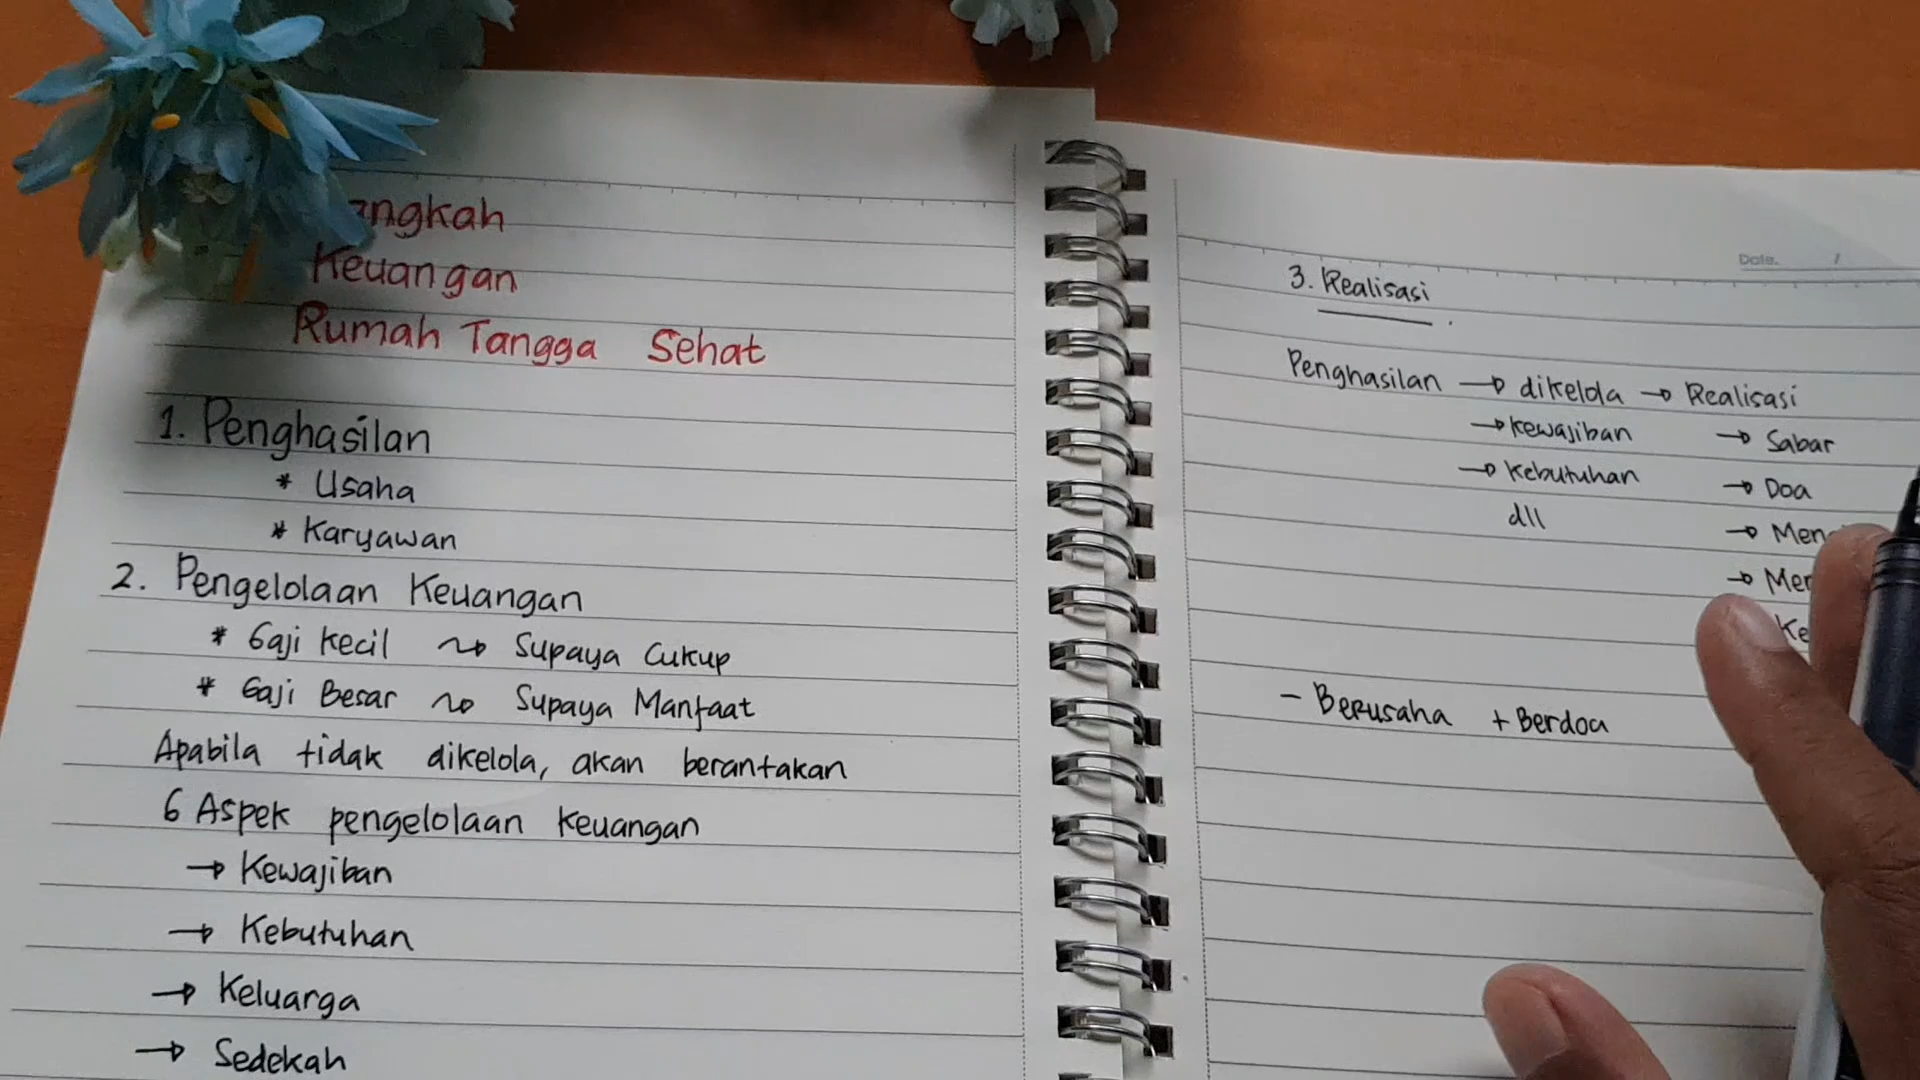 Keuangan
Rumah Tangga Sehat
1. Penghasilan
* Usaha
* Karyawan
2. Pengelolaan Keuangan
* Gaji Kecil → Supaya Cukup
* Gaji Besar → Supaya Manfaat
Apabila tidak dikelola, akan berantakan
6 Aspek pengelolaan keuangan
→ Kewajiban
→ Kebutuhan
→ Keluarga
→ Sedekah
Date. /
3. Realisasi
Penghasilan → dikelola → Realisasi
→ kewajiban → Sabar
→ Kebutuhan → Doa
dll
- Berusaha + Berdoa